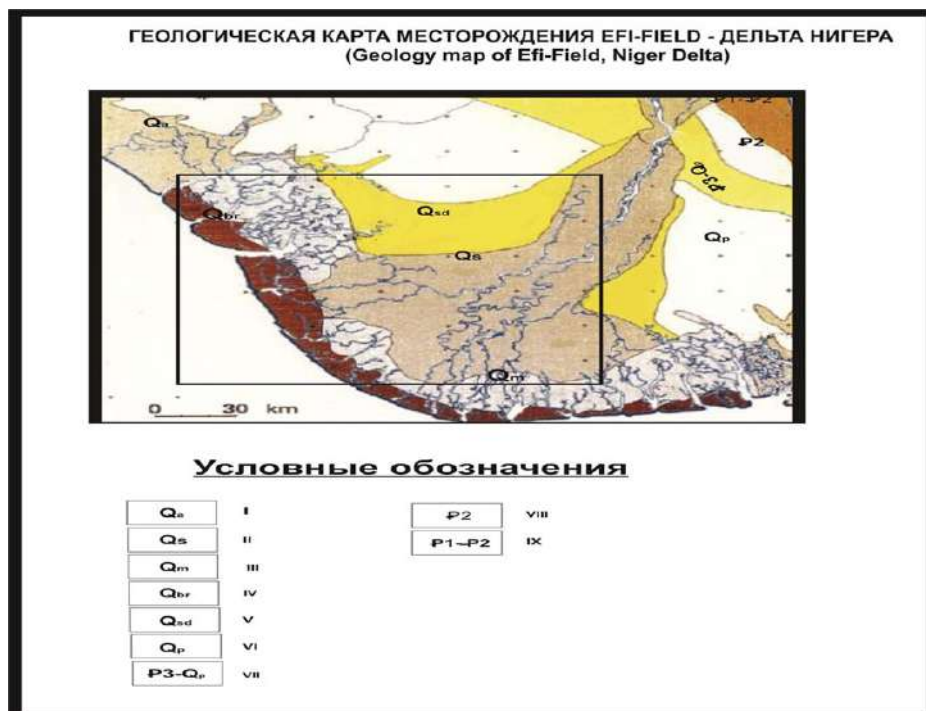 ГЕОЛОГИЧЕСКАЯ КАРТА МЕСТОРОЖДЕНИЯ EFI-FIELD - ДЕЛЬТА НИГЕРА
(Geology map of Efi-Field, Niger Delta)
Qa
P1-P2
P2
P3-Q
Qbr
Qsd
Qp
Qs
Qm
0 30 km
Условные обозначения
Qa I
Qs II
Qm III
Qbr IV
Qsd V
Qp VI
P3-Qp VII
P2 VIII
P1-P2 IX